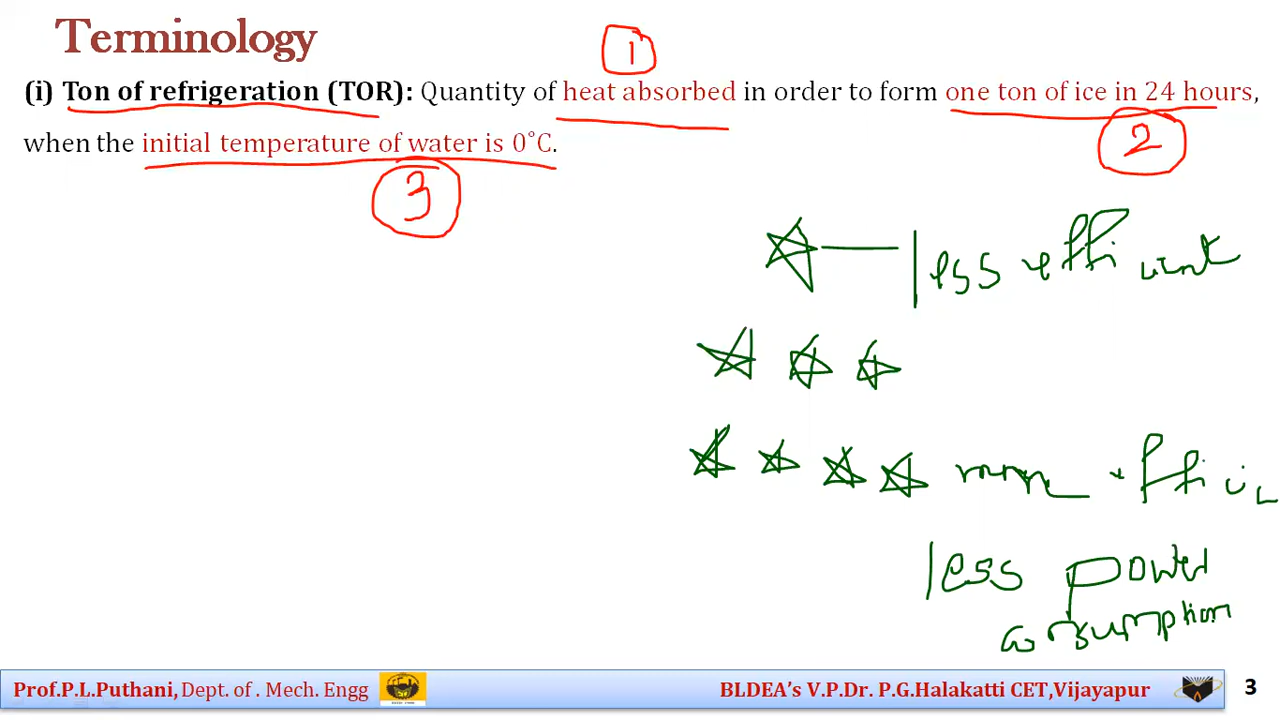 Terminology
1
(i) Ton of refrigeration (TOR): Quantity of heat absorbed in order to form one ton of ice in 24 hours,
when the initial temperature of water is 0°C.
2
3
less efficient
less power
consumption
Prof.P.L.Puthani, Dept. of . Mech. Engg
BLDEA's V.P.Dr. P.G.Halakatti CET,Vijayapur
3